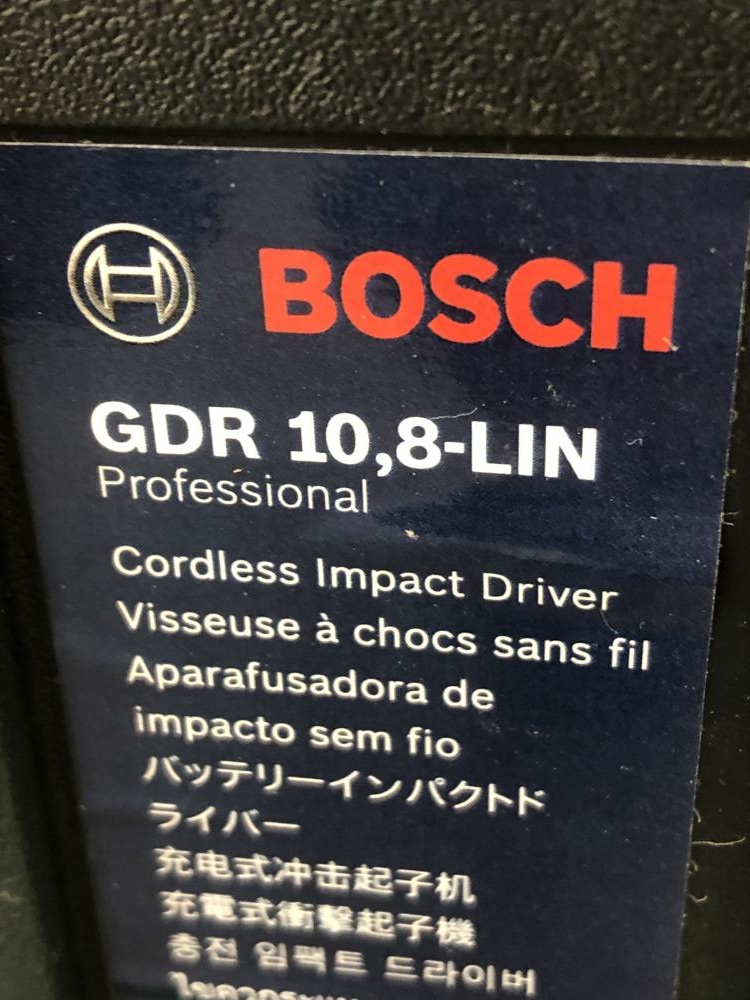 BOSCH
GDR 10,8-LIN
Professional
Cordless Impact Driver
Visseuse à chocs sans fil
Aparafusadora de
impacto sem fio
バッテリーインパクトド
ライバー
充电式冲击起子机
充電式衝擊起子機
충전 임팩트 드라이버